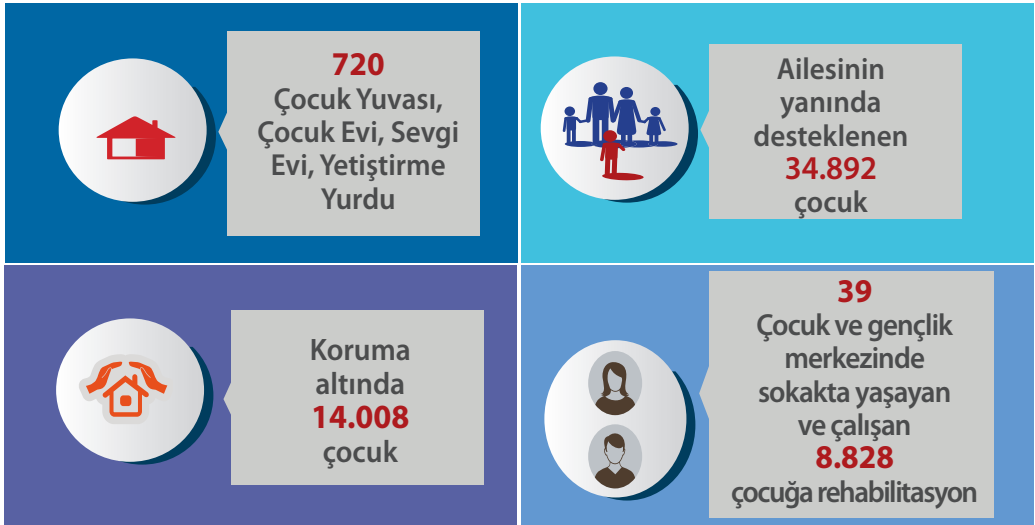 720
Çocuk Yuvası,
Çocuk Evi, Sevgi
Evi, Yetiştirme
Yurdu
Ailesinin
yanında
desteklenen
34.892
çocuk
Koruma
altında
14.008
çocuk
39
Çocuk ve gençlik
merkezinde
sokakta yaşayan
ve çalışan
8.828
çocuğa rehabilitasyon